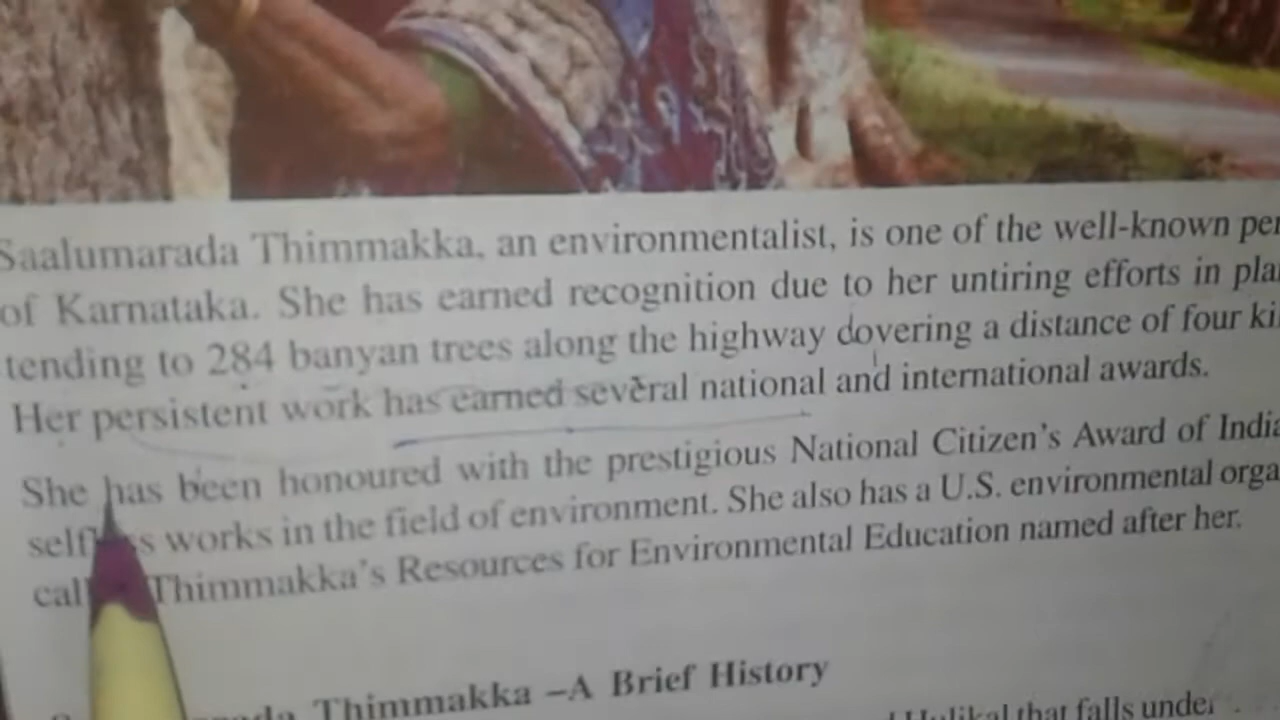 Saalumarada Thimmakka, an environmentalist, is one of the well-known
of Karnataka. She has earned recognition due to her untiring efforts in
tending to 284 banyan trees along the highway covering a distance of four
Her persistent work has earned several national and international awards.
She has been honoured with the prestigious National Citizen's Award of India
works in the field of environment. She also has a U.S. environmental
Thimmakka's Resources for Environmental Education named after her.
Thimmakka –A Brief History
Hulikal that falls under